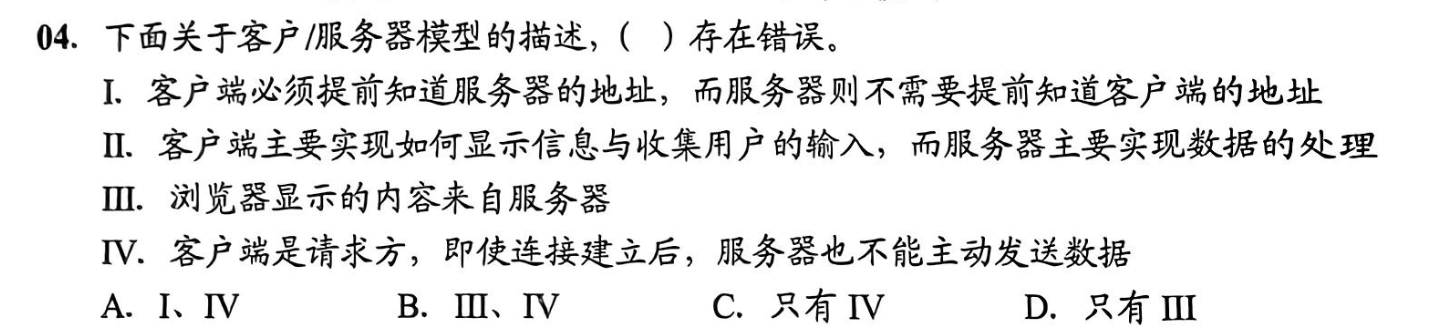 04. 下面关于客户/服务器模型的描述，（ ）存在错误。
I. 客户端必须提前知道服务器的地址，而服务器则不需要提前知道客户端的地址
II. 客户端主要实现如何显示信息与收集用户的输入，而服务器主要实现数据的处理
III. 浏览器显示的内容来自服务器
IV. 客户端是请求方，即使连接建立后，服务器也不能主动发送数据
A. I、IV B. III、IV C. 只有 IV D. 只有 III